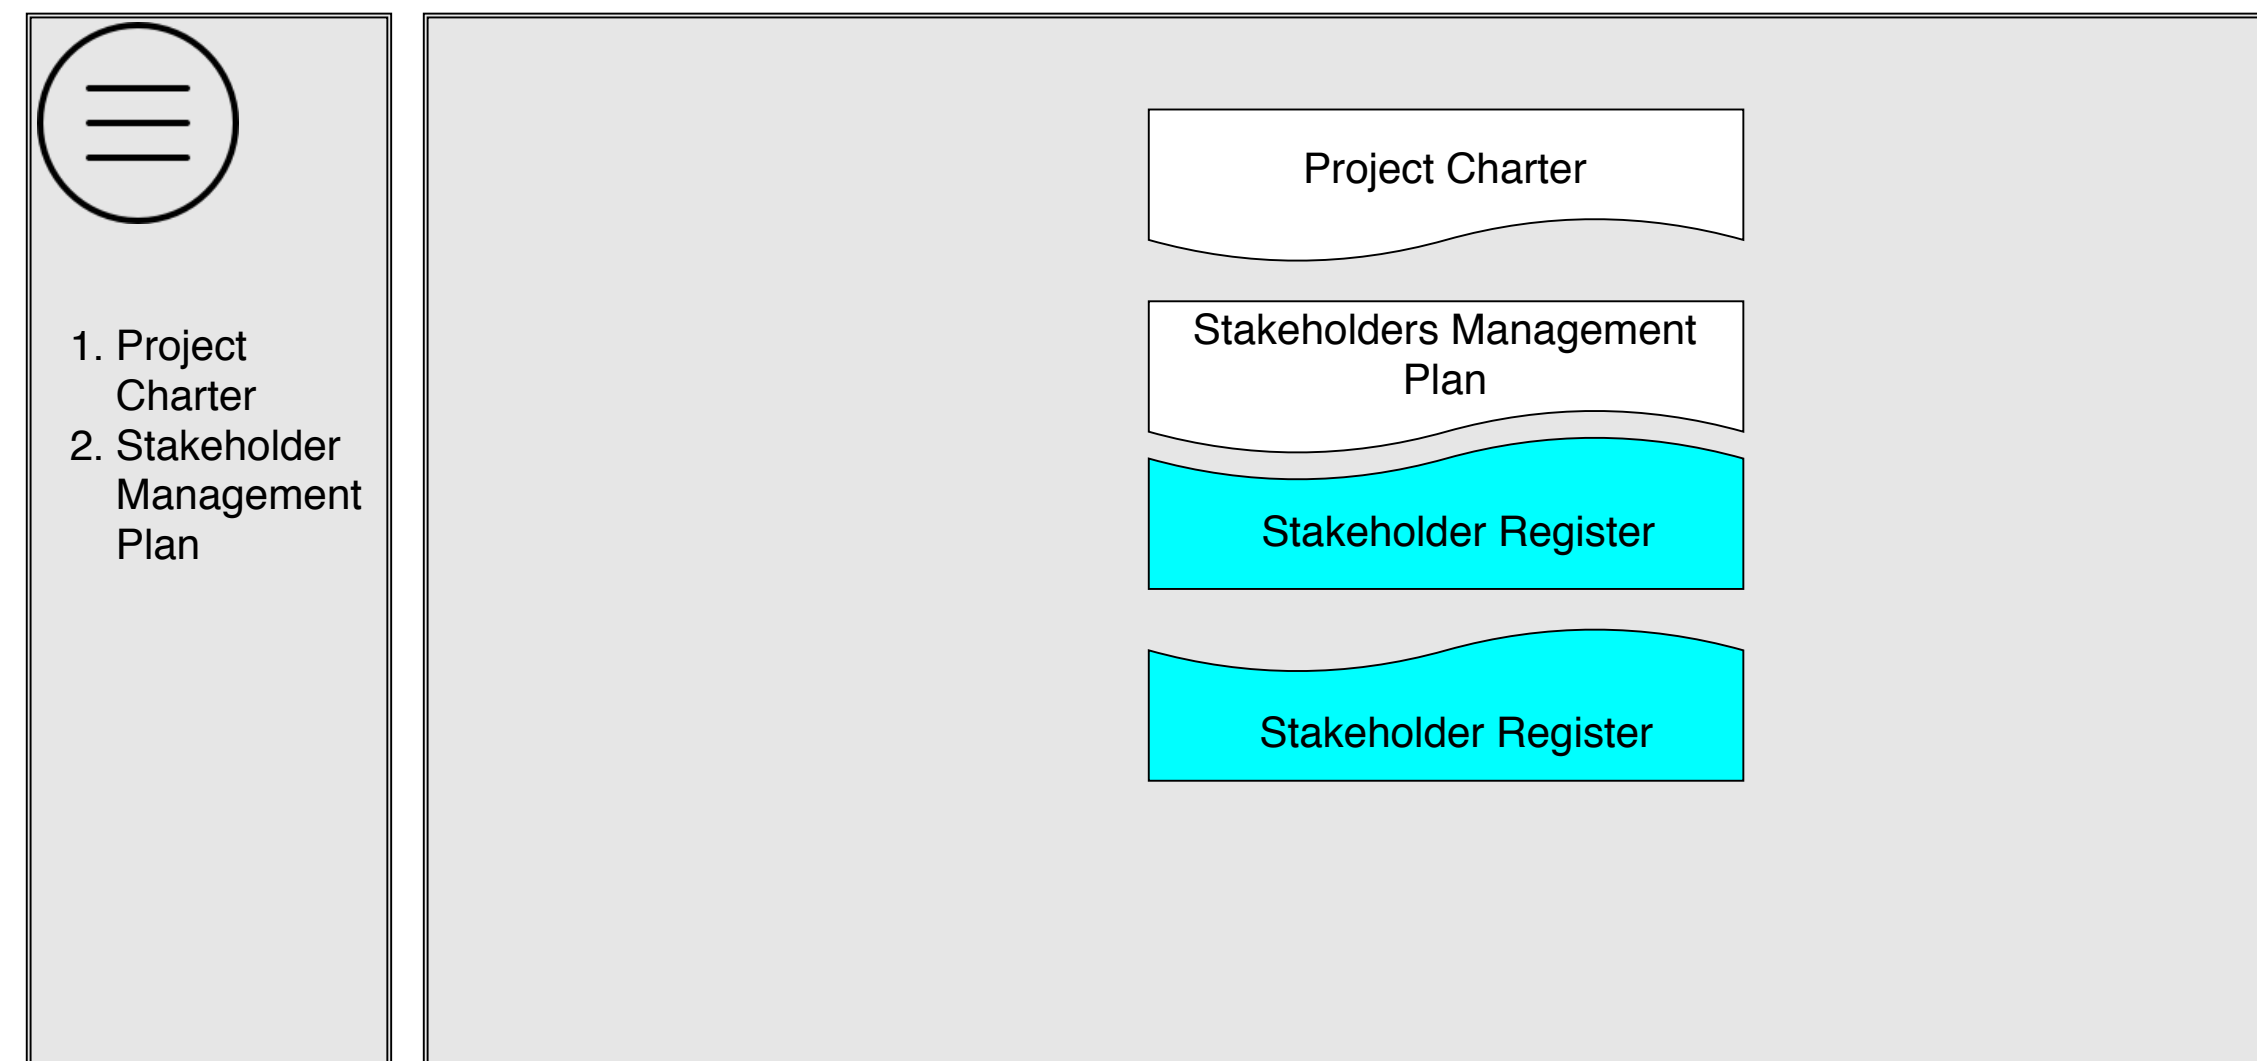 1. Project
Charter
2. Stakeholder
Management
Plan
Project Charter
Stakeholders Management
Plan
Stakeholder Register
Stakeholder Register